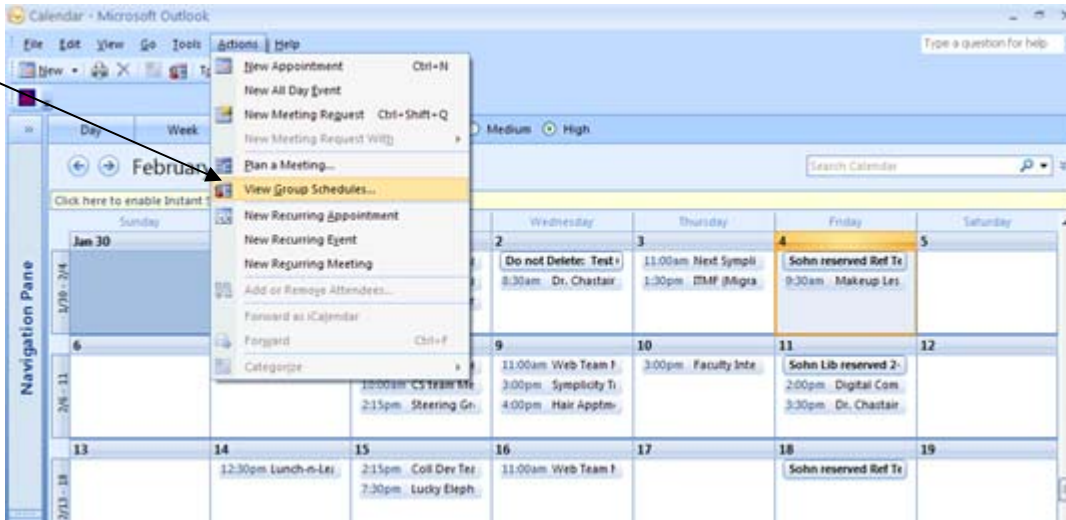 Calendar - Microsoft Outlook
File Edit View Go Tools Actions Help
Type a question for help
New
New Appointment Ctrl+N
New All Day Event
New Meeting Request Ctrl+Shift+Q
New Meeting Request With
Day Week Medium High
Plan a Meeting...
Februar
Search Calendar
View Group Schedules...
Click here to enable Instant S
New Recurring Appointment
New Recurring Event
New Recurring Meeting
Add or Remove Attendees...
Forward as iCalendar
Forward Ctrl+F
Categorize
Navigation Pane
Sunday Wednesday Thursday Friday Saturday
1/30 - 2/4
Jan 30 2 3 4 5
Do not Delete: Test 11:00am Next Sympli Sohn reserved Ref Te
8:30am Dr. Chastair 1:30pm ITMF (Migra 9:30am Makeup Les
2/6 - 11
6 9 10 11 12
11:00am Web Team 3:00pm Faculty Inte Sohn Lib reserved 2-
10:00am CS team Me 3:00pm Symplicity 2:00pm Digital Com
2:15pm Steering Gr 4:00pm Hair Apptm 3:30pm Dr. Chastair
2/13 - 18
13 14 15 16 17 18 19
12:30pm Lunch-n-Lea 2:15pm Coll Dev Tea 11:00am Web Team Sohn reserved Ref Te
7:30pm Lucky Eleph